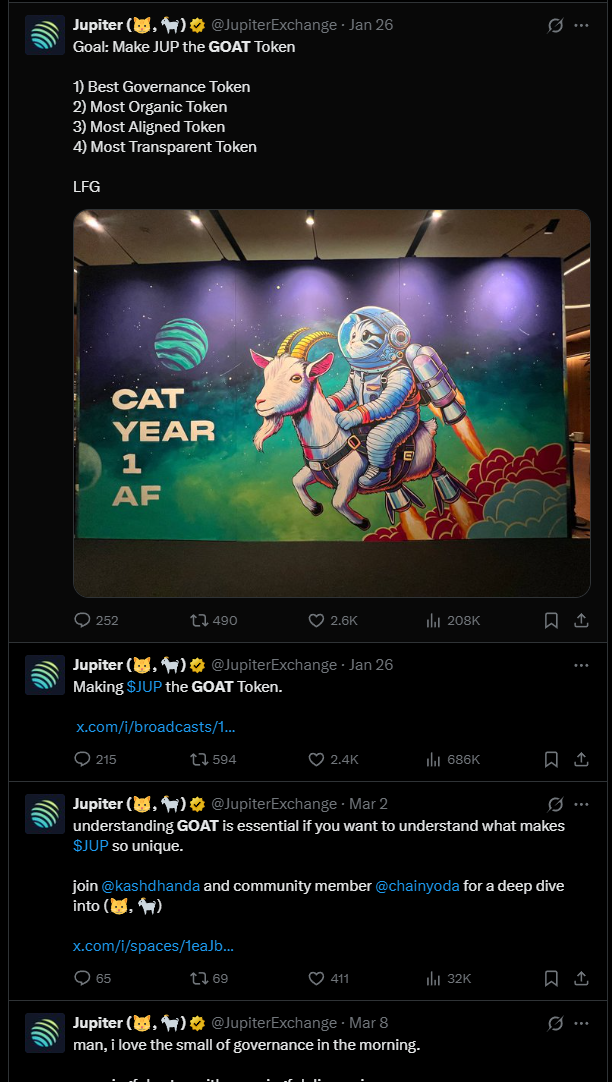 Jupiter (🐱, 🐐) @JupiterExchange · Jan 26
Goal: Make JUP the GOAT Token
1) Best Governance Token
2) Most Organic Token
3) Most Aligned Token
4) Most Transparent Token
LFG
CAT
YEAR
1
AF
252 490 2.6K 208K
Jupiter (🐱, 🐐) @JupiterExchange · Jan 26
Making $JUP the GOAT Token.
x.com/i/broadcasts/1...
215 594 2.4K 686K
Jupiter (🐱, 🐐) @JupiterExchange · Mar 2
understanding GOAT is essential if you want to understand what makes
$JUP so unique.
join @kashdhanda and community member @chainyoda for a deep dive
into (🐱, 🐐)
x.com/i/spaces/1eaJb...
65 69 411 32K
Jupiter (🐱, 🐐) @JupiterExchange · Mar 8
man, i love the small of governance in the morning.